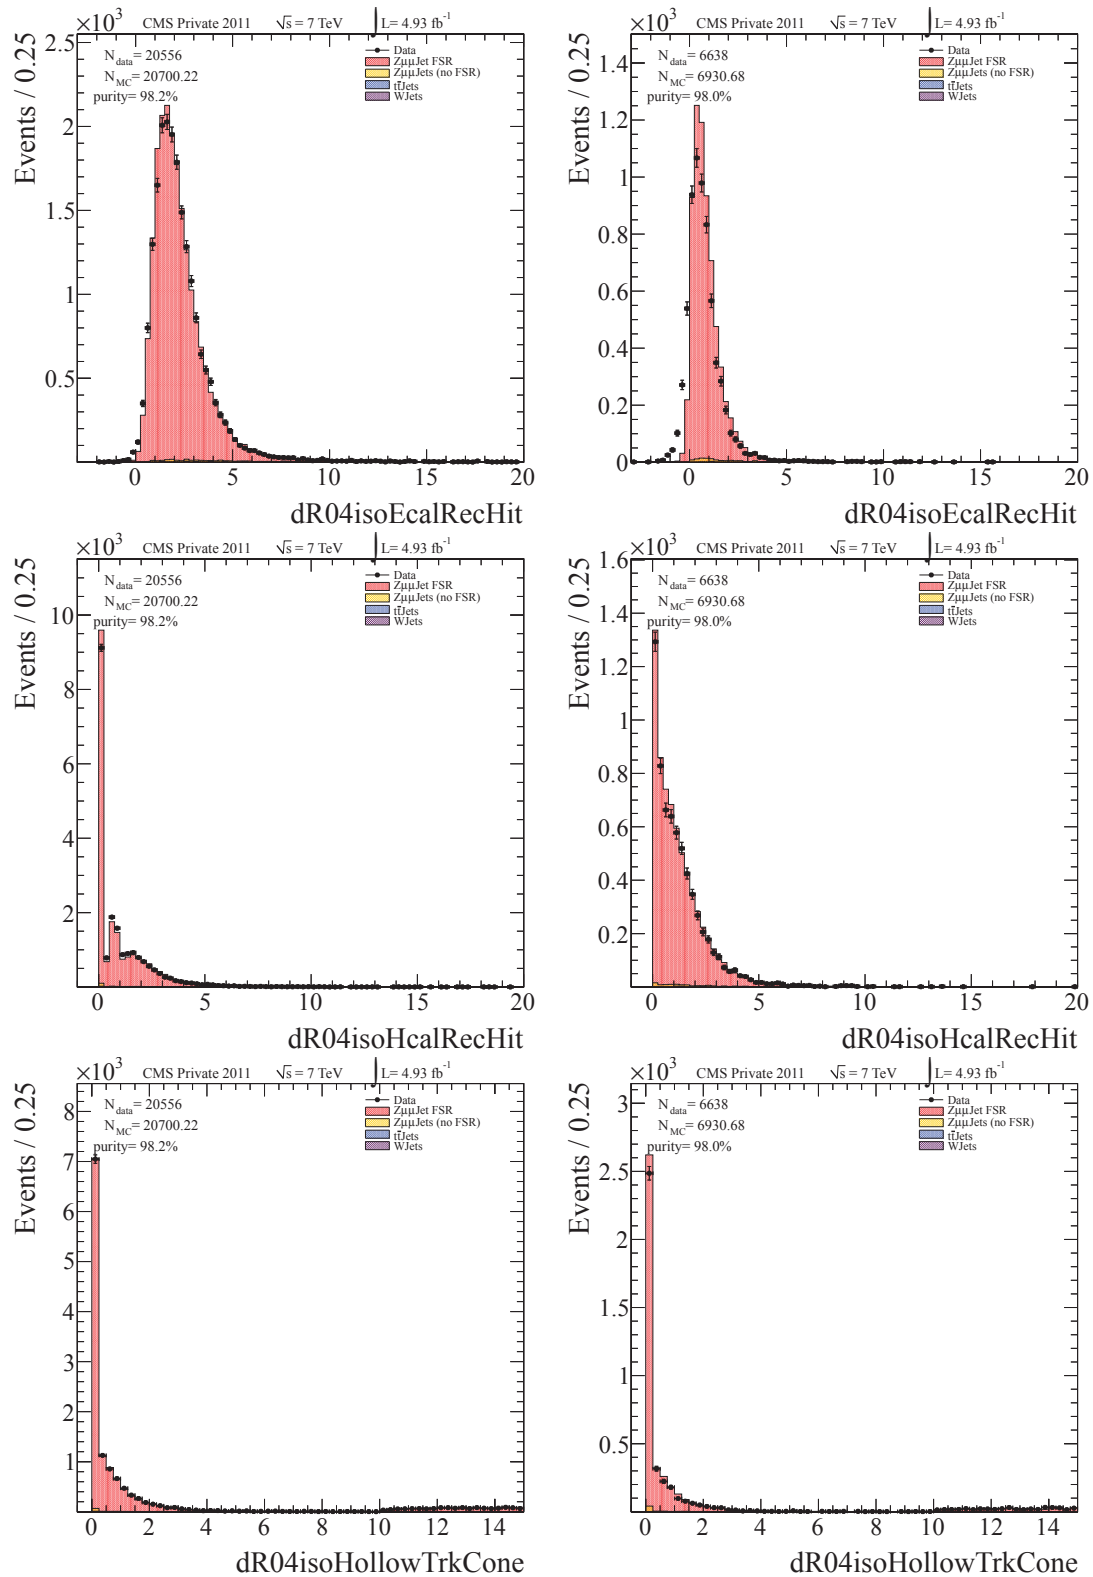 ×10³ CMS Private 2011 √s = 7 TeV ∫L= 4.93 fb⁻¹
Events / 0.25
N_data= 20556
N_MC= 20700.22
purity= 98.2%
Data
ZμμJet FSR
ZμμJets (no FSR)
tt̄Jets
WJets
2.5
2
1.5
1
0.5
0 5 10 15 20
dR04isoEcalRecHit
×10³ CMS Private 2011 √s = 7 TeV ∫L= 4.93 fb⁻¹
Events / 0.25
N_data= 6638
N_MC= 6930.68
purity= 98.0%
Data
ZμμJet FSR
ZμμJets (no FSR)
tt̄Jets
WJets
1.4
1.2
1
0.8
0.6
0.4
0.2
0
0 5 10 15 20
dR04isoEcalRecHit
×10³ CMS Private 2011 √s = 7 TeV ∫L= 4.93 fb⁻¹
Events / 0.25
N_data= 20556
N_MC= 20700.22
purity= 98.2%
Data
ZμμJet FSR
ZμμJets (no FSR)
tt̄Jets
WJets
10
8
6
4
2
0 5 10 15 20
dR04isoHcalRecHit
×10³ CMS Private 2011 √s = 7 TeV ∫L= 4.93 fb⁻¹
Events / 0.25
N_data= 6638
N_MC= 6930.68
purity= 98.0%
Data
ZμμJet FSR
ZμμJets (no FSR)
tt̄Jets
WJets
1.6
1.4
1.2
1
0.8
0.6
0.4
0.2
0 5 10 15 20
dR04isoHcalRecHit
×10³ CMS Private 2011 √s = 7 TeV ∫L= 4.93 fb⁻¹
Events / 0.25
N_data= 20556
N_MC= 20700.22
purity= 98.2%
Data
ZμμJet FSR
ZμμJets (no FSR)
tt̄Jets
WJets
8
7
6
5
4
3
2
1
0 2 4 6 8 10 12 14
dR04isoHollowTrkCone
×10³ CMS Private 2011 √s = 7 TeV ∫L= 4.93 fb⁻¹
Events / 0.25
N_data= 6638
N_MC= 6930.68
purity= 98.0%
Data
ZμμJet FSR
ZμμJets (no FSR)
tt̄Jets
WJets
3
2.5
2
1.5
1
0.5
0 2 4 6 8 10 12 14
dR04isoHollowTrkCone